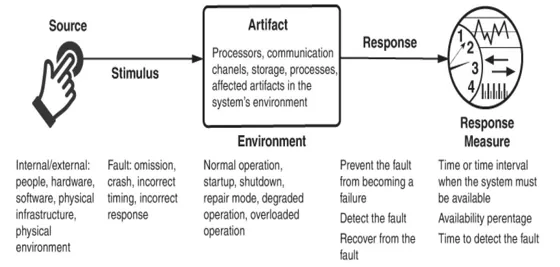 Source
Stimulus
Artifact
Processors, communication
chanels, storage, processes,
affected artifacts in the
system's environment
Environment
Response
1
2
3
4
Response
Measure
Internal/external:
people, hardware,
software, physical
infrastructure,
physical
environment
Fault: omission,
crash, incorrect
timing, incorrect
response
Normal operation,
startup, shutdown,
repair mode, degraded
operation, overloaded
operation
Prevent the fault
from becoming a
failure
Detect the fault
Recover from the
fault
Time or time interval
when the system must
be available
Availability perentage
Time to detect the fault